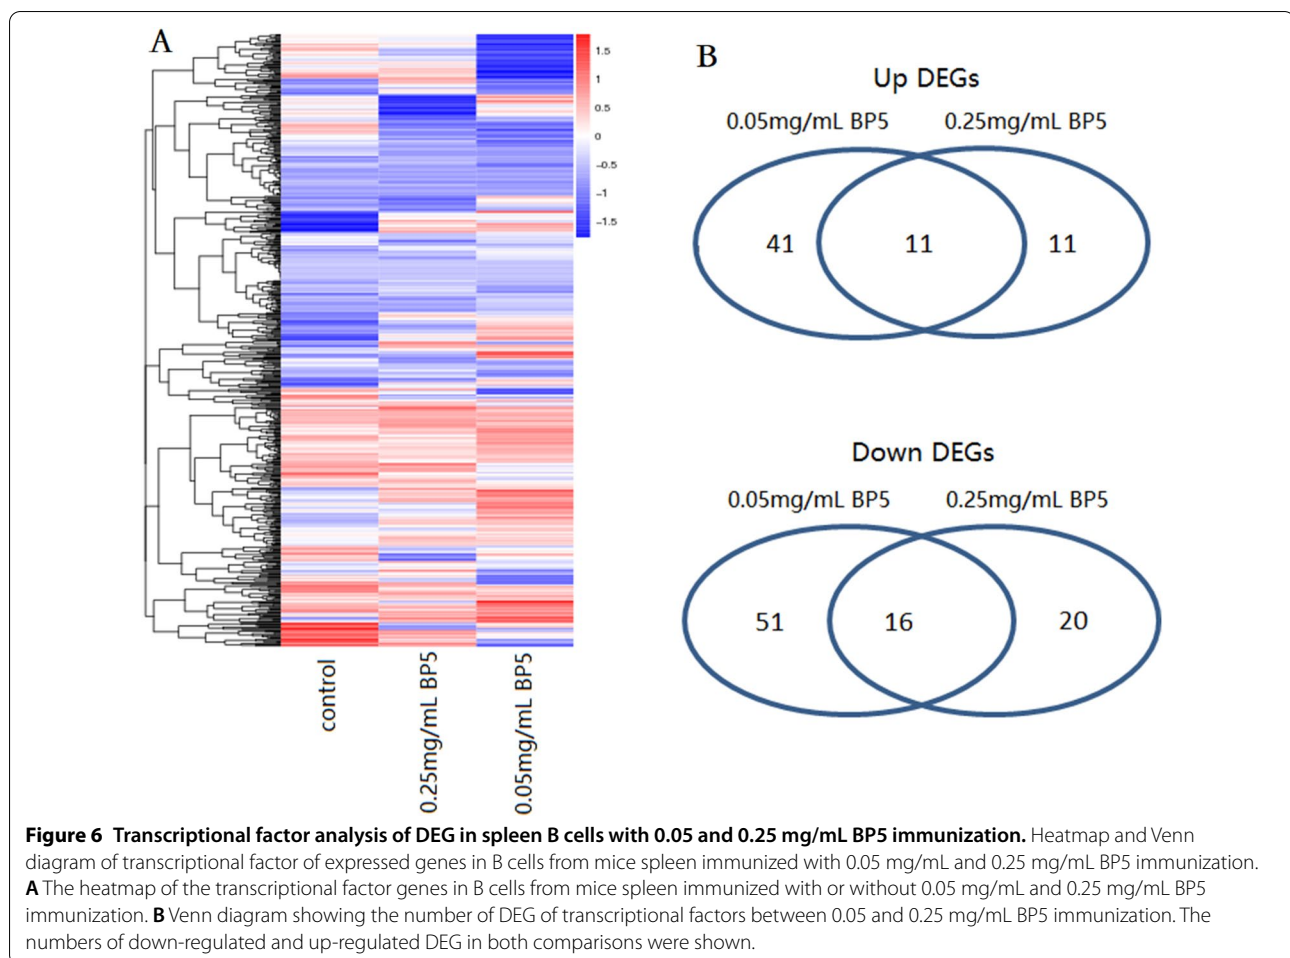 A
1.5
1
0.5
0
−0.5
−1
−1.5
control
0.25mg/mL BP5
0.05mg/mL BP5
B
Up DEGs
0.05mg/mL BP5 0.25mg/mL BP5
41 11 11
Down DEGs
0.05mg/mL BP5 0.25mg/mL BP5
51 16 20
Figure 6 Transcriptional factor analysis of DEG in spleen B cells with 0.05 and 0.25 mg/mL BP5 immunization. Heatmap and Venn
diagram of transcriptional factor of expressed genes in B cells from mice spleen immunized with 0.05 mg/mL and 0.25 mg/mL BP5 immunization.
A The heatmap of the transcriptional factor genes in B cells from mice spleen immunized with or without 0.05 mg/mL and 0.25 mg/mL BP5
immunization. B Venn diagram showing the number of DEG of transcriptional factors between 0.05 and 0.25 mg/mL BP5 immunization. The
numbers of down-regulated and up-regulated DEG in both comparisons were shown.